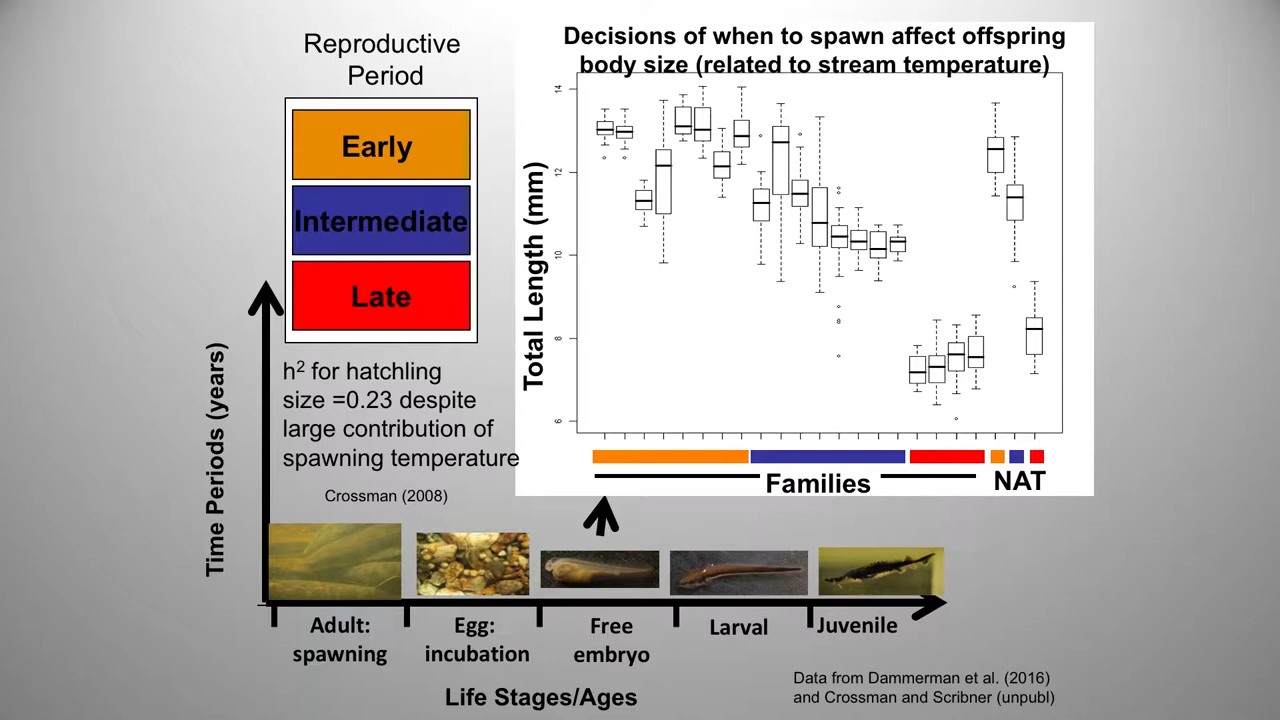 Reproductive
Period
Early
Intermediate
Late
h² for hatchling
size =0.23 despite
large contribution of
spawning temperature
Crossman (2008)
Decisions of when to spawn affect offspring
body size (related to stream temperature)
Total Length (mm)
14
12
10
8
6
Families
NAT
Time Periods (years)
Adult:
spawning
Egg:
incubation
Free
embryo
Larval
Juvenile
Life Stages/Ages
Data from Dammerman et al. (2016)
and Crossman and Scribner (unpubl)